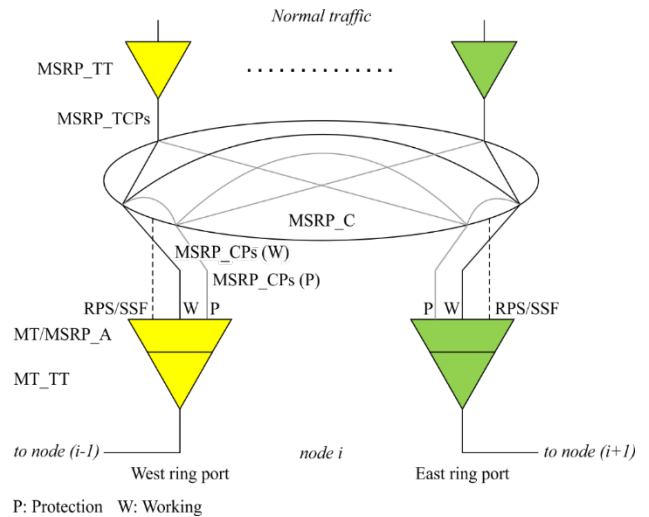 Normal traffic
MSRP_TT
MSRP_TCPs
MSRP_C
MSRP_CPs (W)
MSRP_CPs (P)
RPS/SSF W P
P W RPS/SSF
MT/MSRP_A
MT_TT
to node (i-1) node i to node (i+1)
West ring port East ring port
P: Protection W: Working